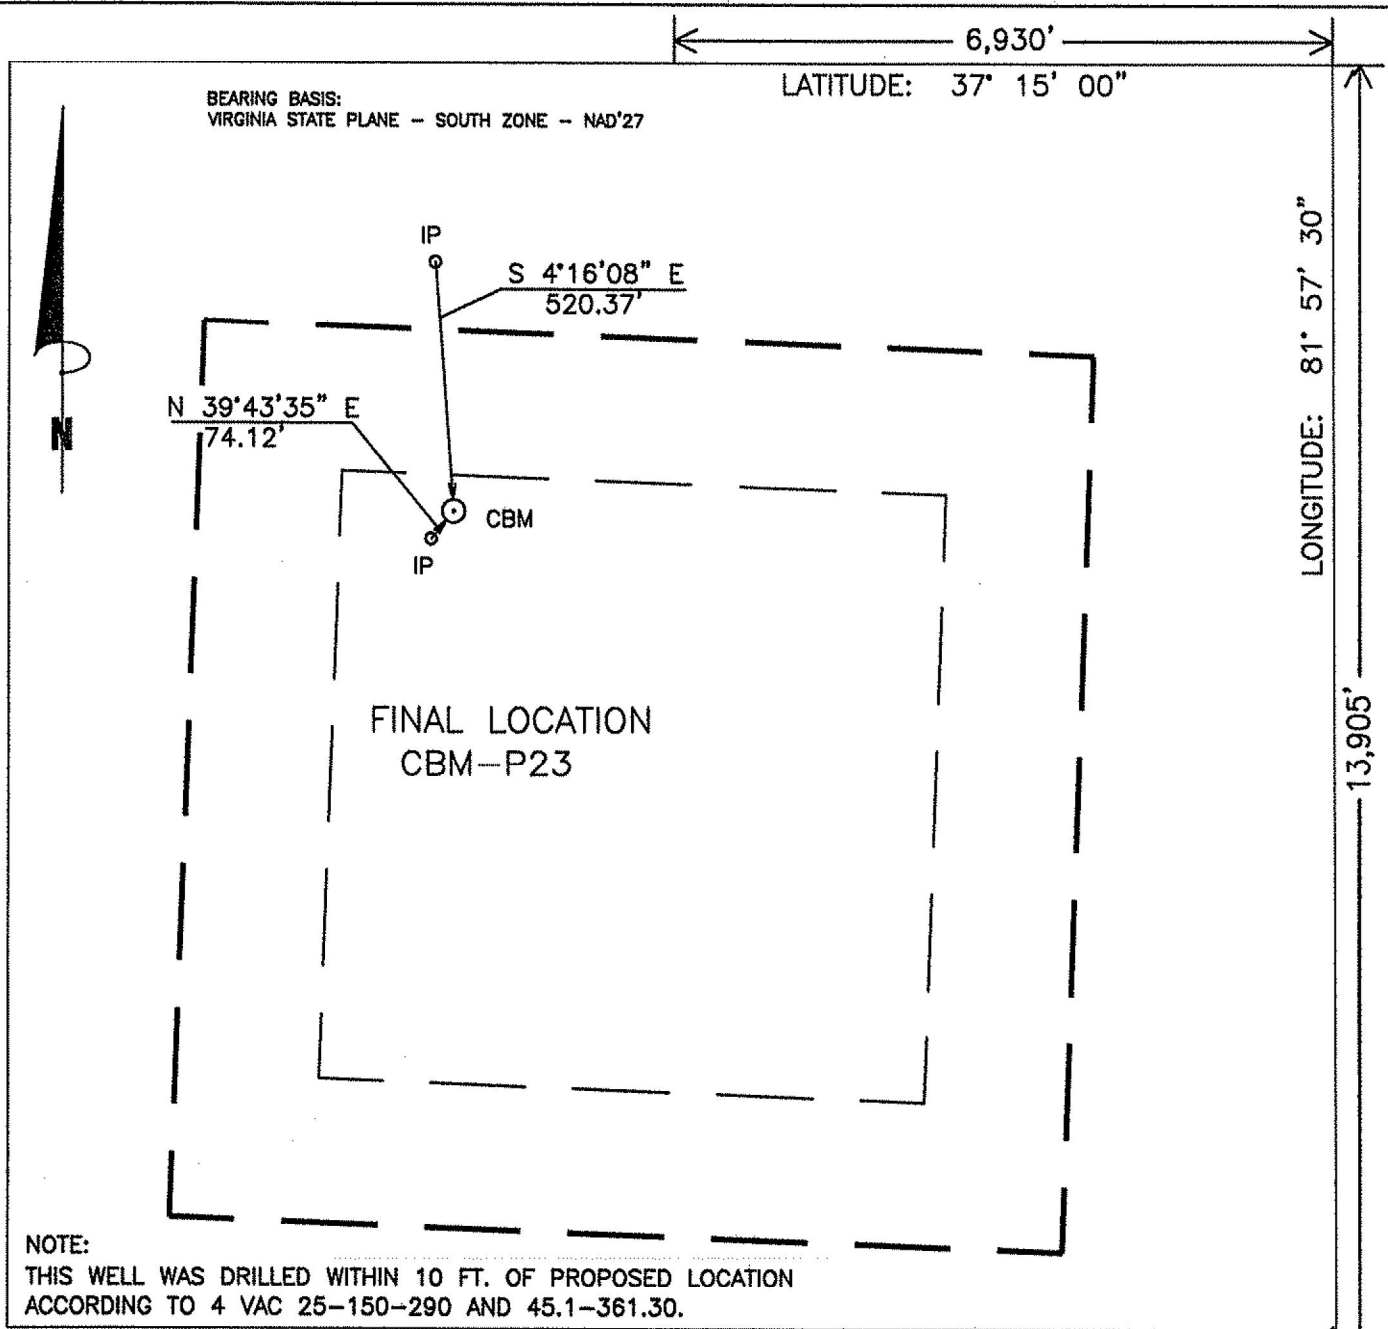 6,930'
LATITUDE: 37° 15' 00"
BEARING BASIS:
VIRGINIA STATE PLANE – SOUTH ZONE – NAD'27
LONGITUDE: 81° 57' 30"
IP
S 4°16'08" E
520.37'
N 39°43'35" E
74.12'
N
CBM
IP
FINAL LOCATION
CBM–P23
13,905'
NOTE:
THIS WELL WAS DRILLED WITHIN 10 FT. OF PROPOSED LOCATION
ACCORDING TO 4 VAC 25–150–290 AND 45.1–361.30.